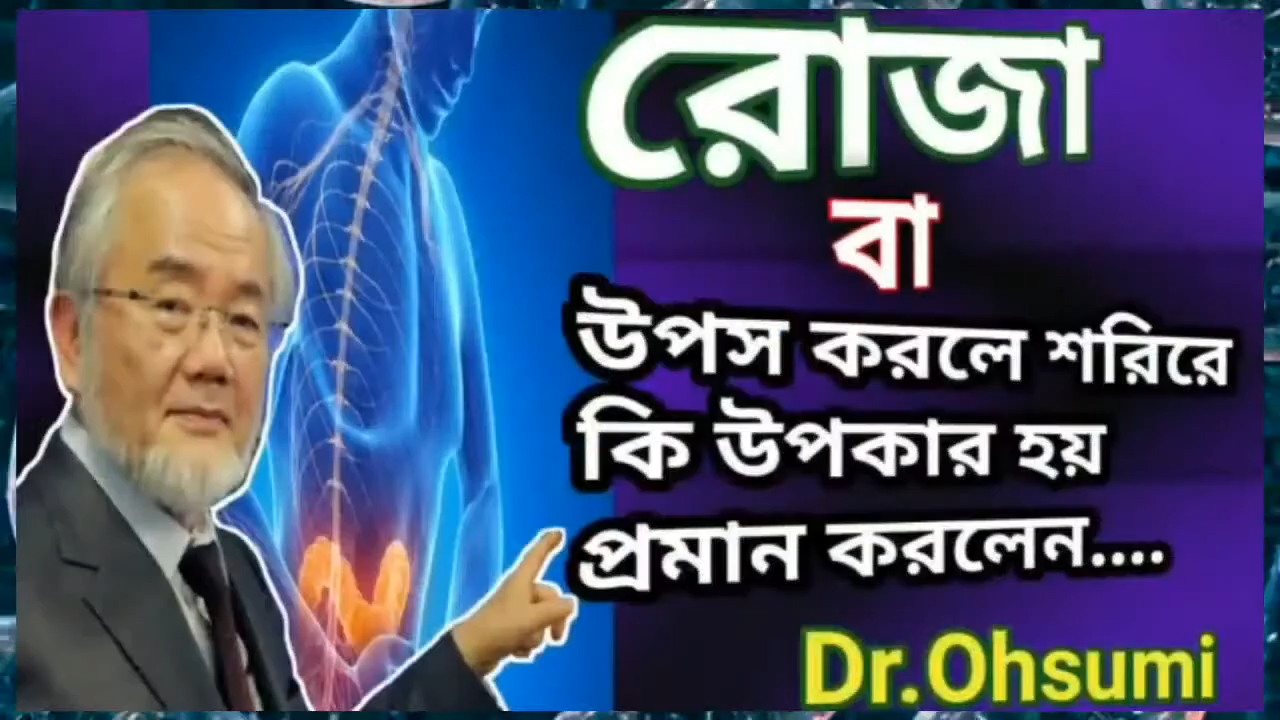 রোজা
বা
উপস করলে শরিরে
কি উপকার হয়
প্রমান করলেন....
Dr.Ohsumi